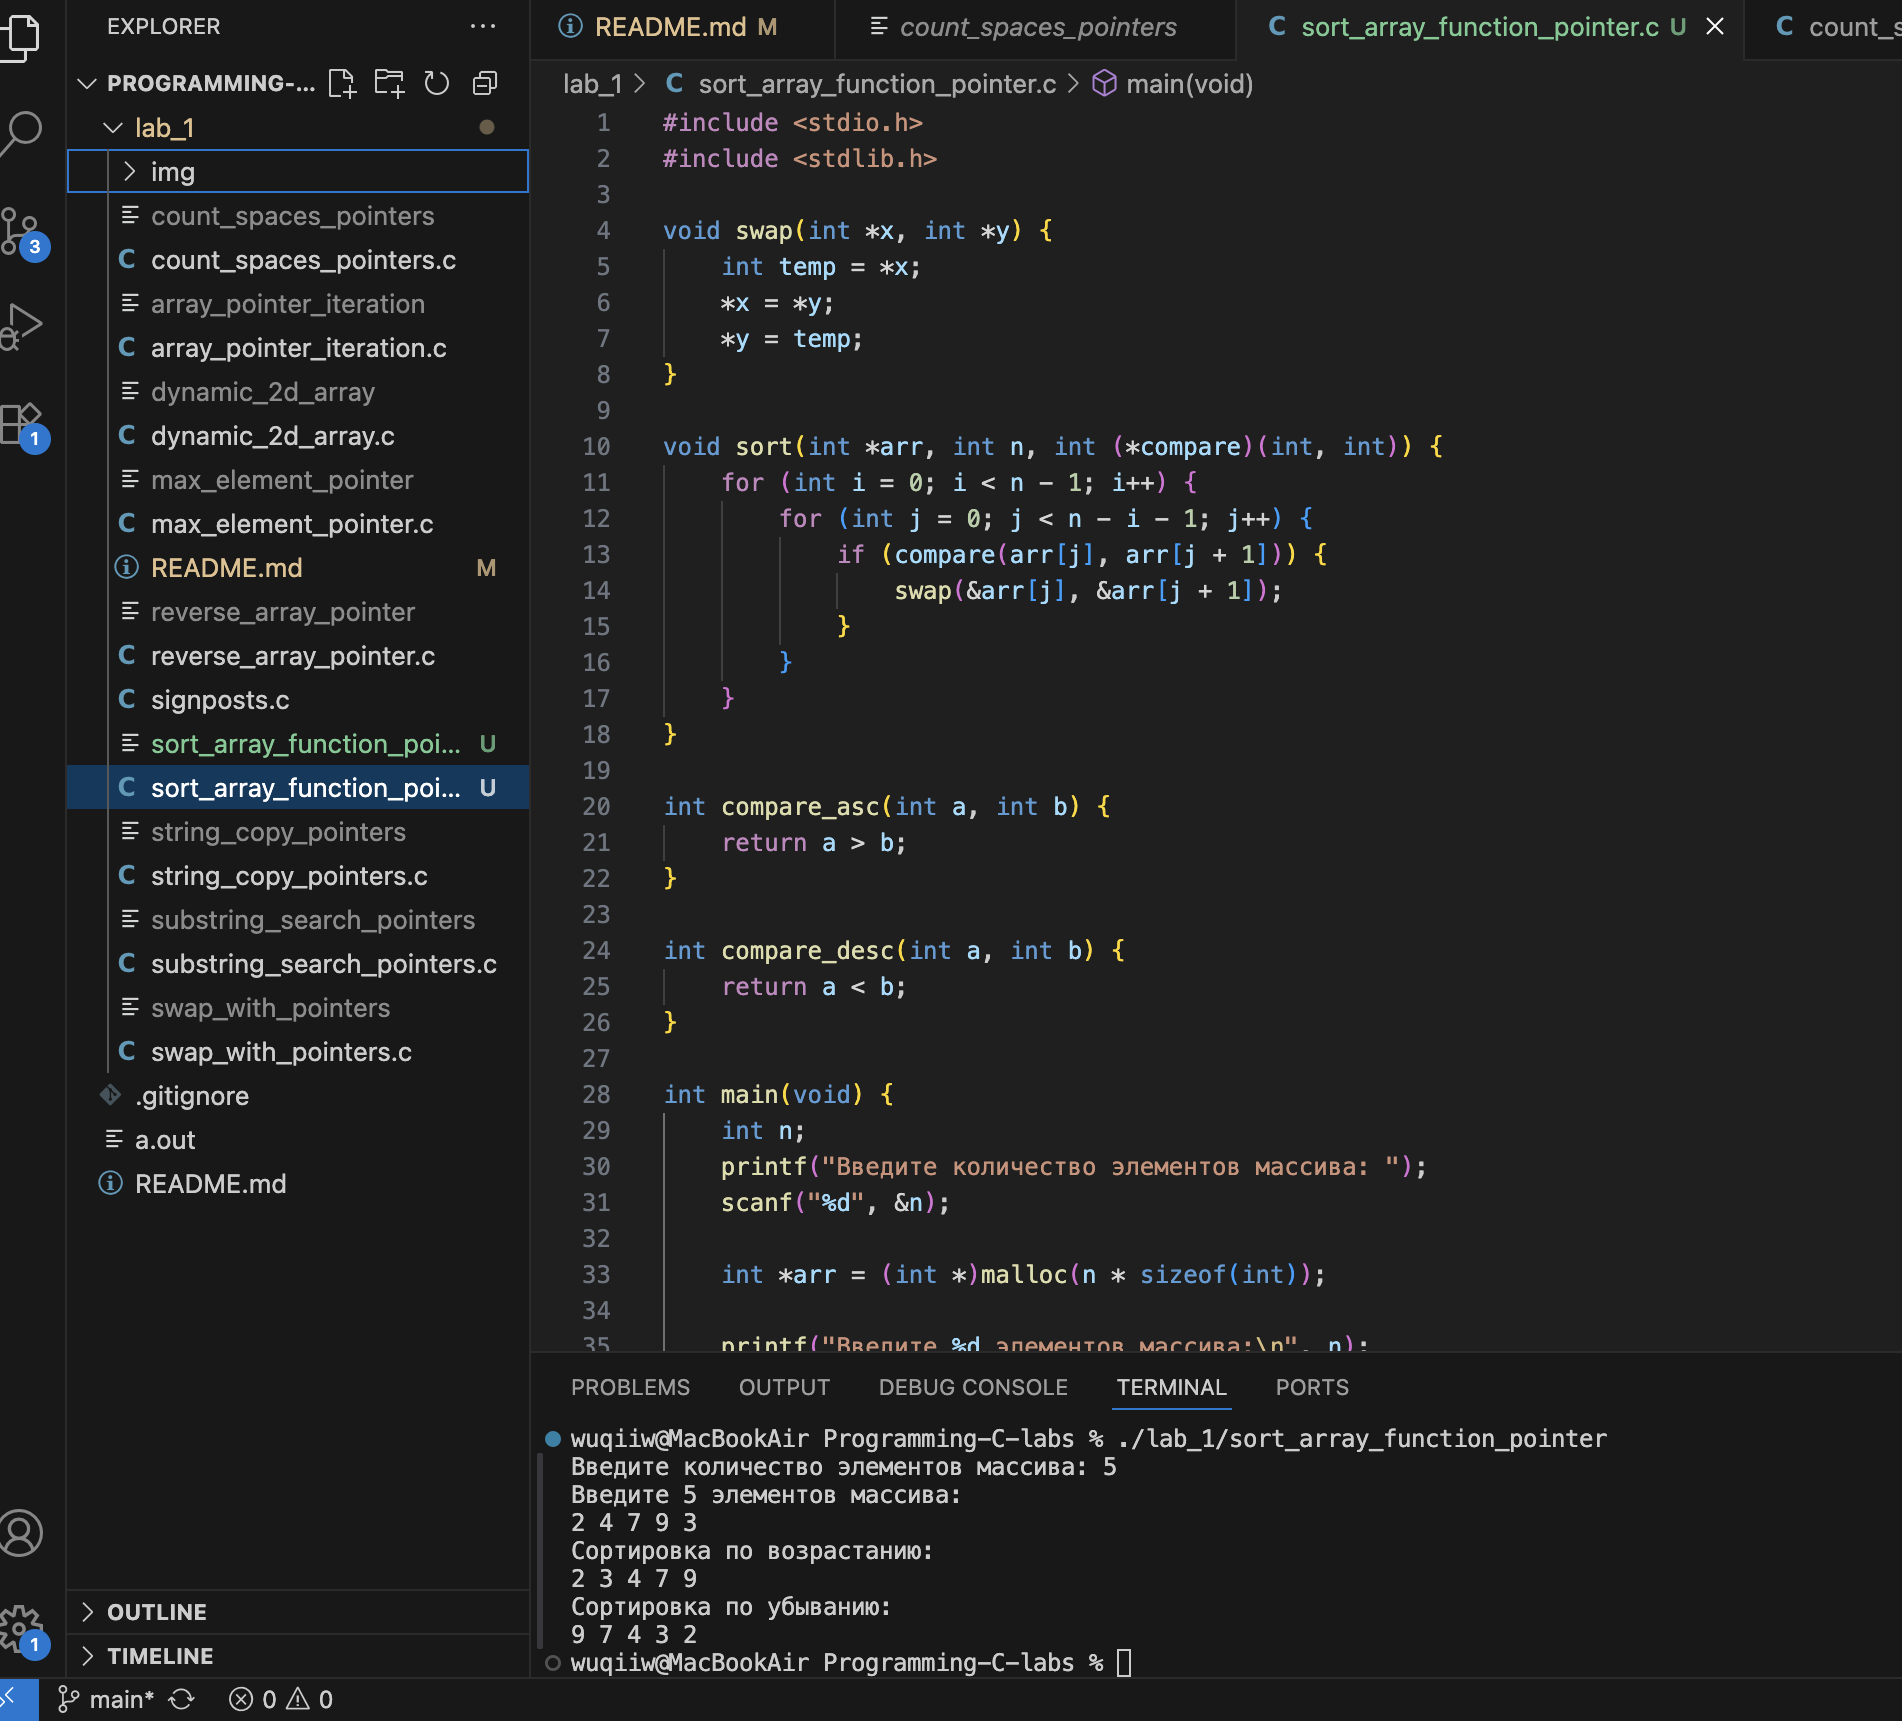 EXPLORER
PROGRAMMING-...
lab_1
img
count_spaces_pointers
count_spaces_pointers.c
array_pointer_iteration
array_pointer_iteration.c
dynamic_2d_array
dynamic_2d_array.c
max_element_pointer
max_element_pointer.c
README.md M
reverse_array_pointer
reverse_array_pointer.c
signposts.c
sort_array_function_poi... U
sort_array_function_poi... U
string_copy_pointers
string_copy_pointers.c
substring_search_pointers
substring_search_pointers.c
swap_with_pointers
swap_with_pointers.c
.gitignore
a.out
README.md
OUTLINE
TIMELINE
3
1
1
README.md M
count_spaces_pointers
C sort_array_function_pointer.c U
C count_s
lab_1 > C sort_array_function_pointer.c > main(void)
1 #include <stdio.h>
2 #include <stdlib.h>
3
4 void swap(int *x, int *y) {
5     int temp = *x;
6     *x = *y;
7     *y = temp;
8 }
9
10 void sort(int *arr, int n, int (*compare)(int, int)) {
11     for (int i = 0; i < n - 1; i++) {
12         for (int j = 0; j < n - i - 1; j++) {
13             if (compare(arr[j], arr[j + 1])) {
14                 swap(&arr[j], &arr[j + 1]);
15             }
16         }
17     }
18 }
19
20 int compare_asc(int a, int b) {
21     return a > b;
22 }
23
24 int compare_desc(int a, int b) {
25     return a < b;
26 }
27
28 int main(void) {
29     int n;
30     printf("Введите количество элементов массива: ");
31     scanf("%d", &n);
32
33     int *arr = (int *)malloc(n * sizeof(int));
34
35     printf("Введите %d элементов массива:\n", n);
PROBLEMS OUTPUT DEBUG CONSOLE TERMINAL PORTS
wuqiiw@MacBookAir Programming-C-labs % ./lab_1/sort_array_function_pointer
Введите количество элементов массива: 5
Введите 5 элементов массива:
2 4 7 9 3
Сортировка по возрастанию:
2 3 4 7 9
Сортировка по убыванию:
9 7 4 3 2
wuqiiw@MacBookAir Programming-C-labs %
main* 0 0